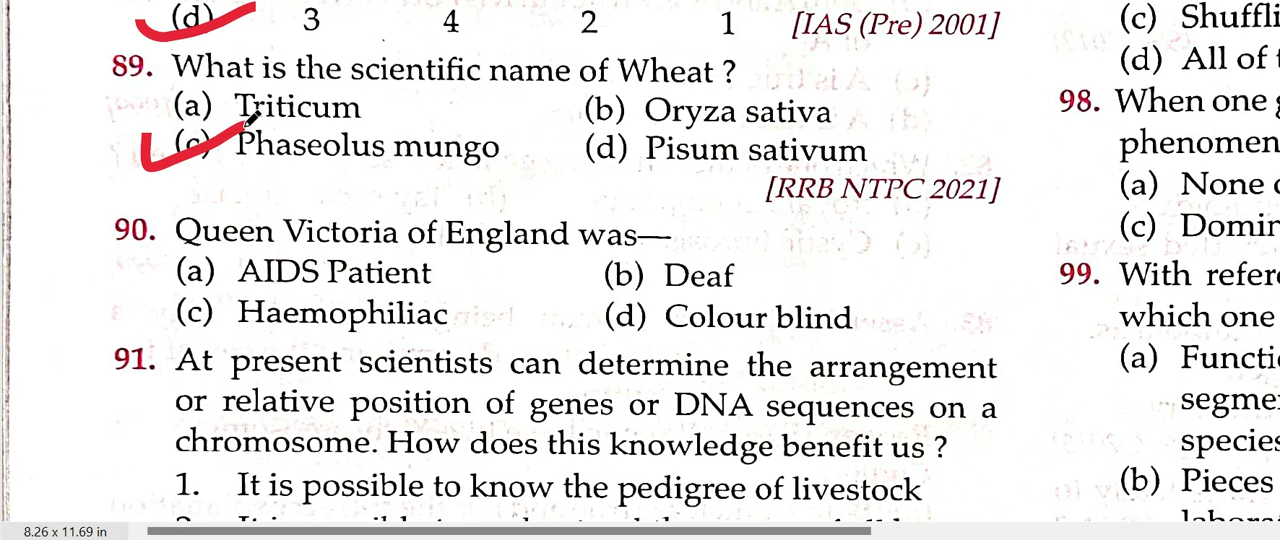 (d) 3 4 2 1 [IAS (Pre) 2001]
89. What is the scientific name of Wheat ?
(a) Triticum (b) Oryza sativa
(c) Phaseolus mungo (d) Pisum sativum
[RRB NTPC 2021]
90. Queen Victoria of England was—
(a) AIDS Patient (b) Deaf
(c) Haemophiliac (d) Colour blind
91. At present scientists can determine the arrangement
or relative position of genes or DNA sequences on a
chromosome. How does this knowledge benefit us ?
1. It is possible to know the pedigree of livestock
(c) Shuffli
(d) All of
98. When one
phenomen
(a) None
(c) Domin
99. With refer
which one
(a) Functi
segme
species
(b) Pieces
8.26 x 11.69 in